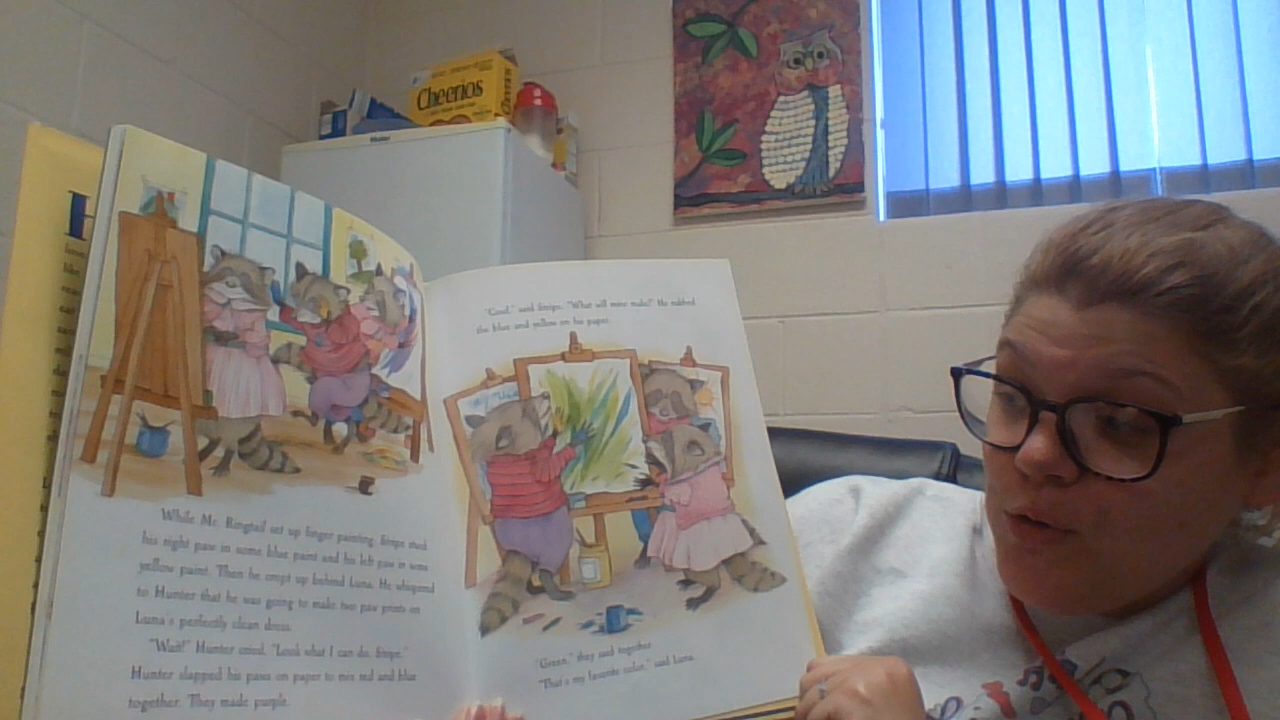 Cheerios
Haier
"Cool," said Stripe. "What will mine make?" He rubbed
the blue and yellow on his paper.
While Mr. Ringtail set up finger painting, Stripe stuck
his right paw in some blue paint and his left paw in some
yellow paint. Then he crept up behind Luna. He whispered
to Hunter that he was going to make two paw prints on
Luna's perfectly clean dress.
"Wait!" Hunter cried. "Look what I can do, Stripe."
Hunter slapped his paws on paper to mix red and blue
together. They made purple.
"Green," they said together.
"That's my favorite color," said Luna.